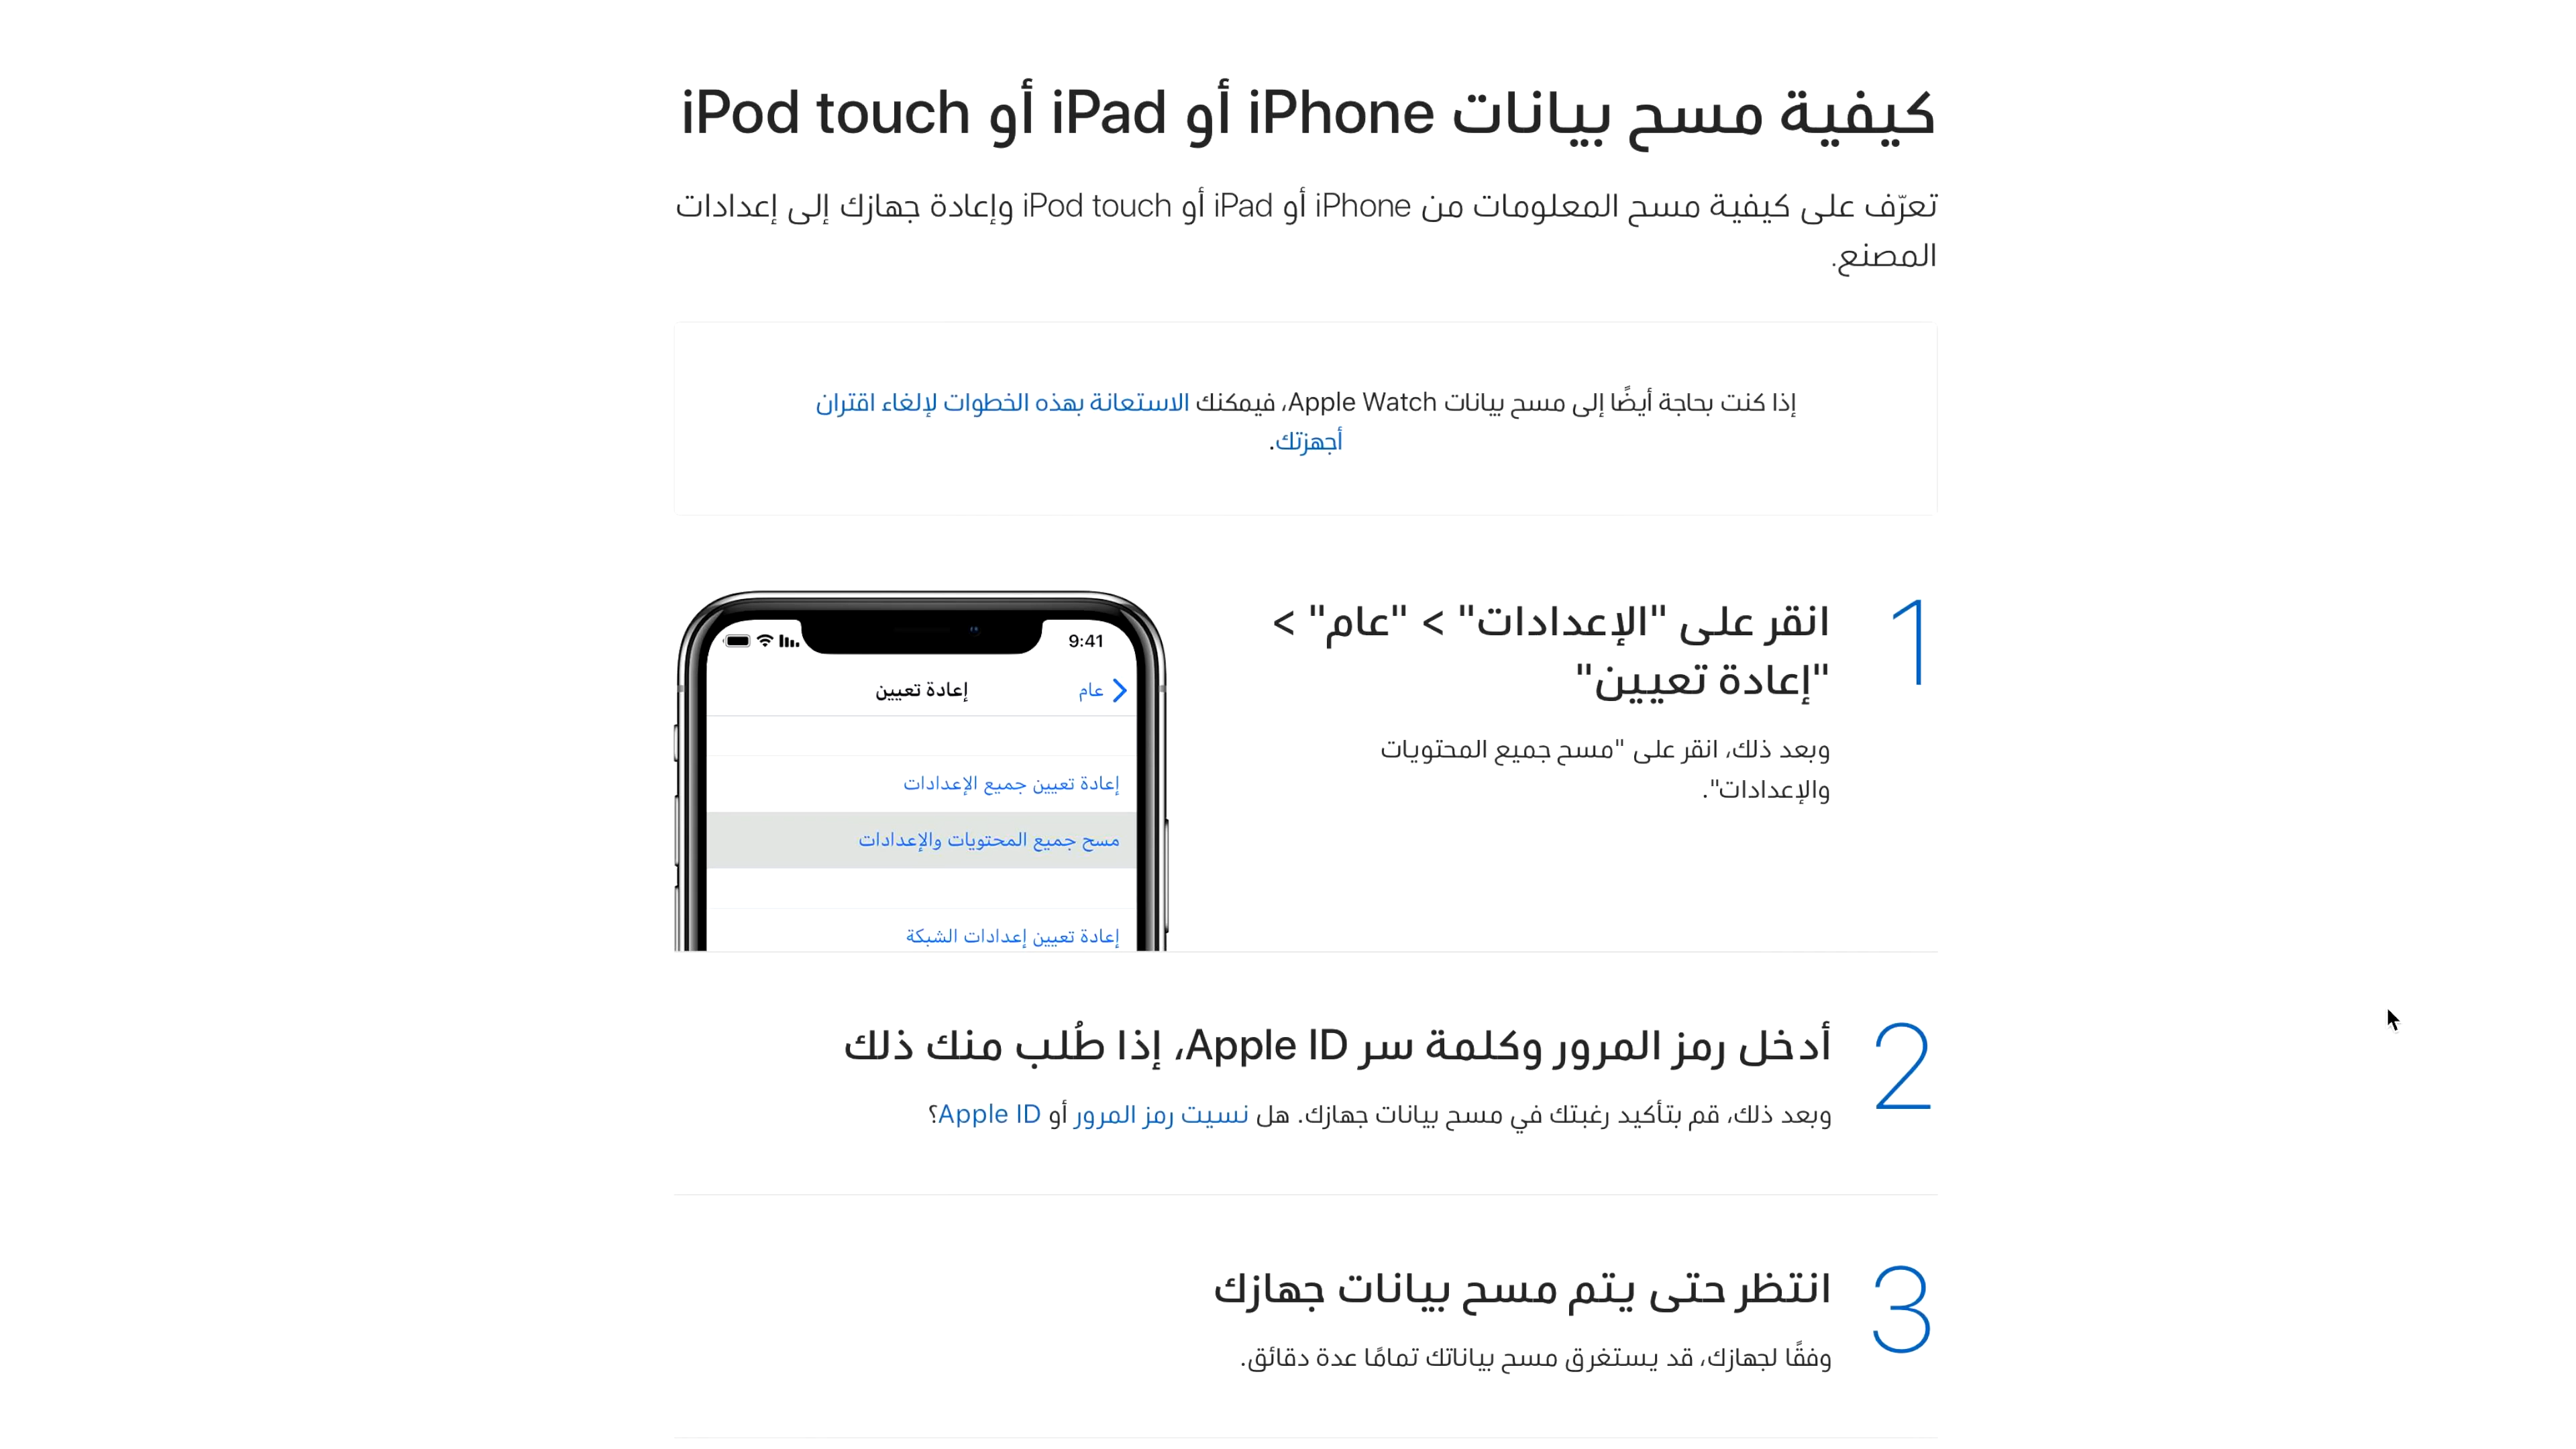 كيفية مسح بيانات iPhone أو iPad أو iPod touch
تعرّف على كيفية مسح المعلومات من iPhone أو iPad أو iPod touch وإعادة جهازك إلى إعدادات
المصنع.
إذا كنت بحاجة أيضًا إلى مسح بيانات Apple Watch، فيمكنك الاستعانة بهذه الخطوات لإلغاء اقتران
أجهزتك.
1
انقر على "الإعدادات" > "عام" >
"إعادة تعيين"
وبعد ذلك، انقر على "مسح جميع المحتويات
والإعدادات".
9:41
عام
إعادة تعيين
إعادة تعيين جميع الإعدادات
مسح جميع المحتويات والإعدادات
إعادة تعيين إعدادات الشبكة
2
أدخل رمز المرور وكلمة سر Apple ID، إذا طُلب منك ذلك
وبعد ذلك، قم بتأكيد رغبتك في مسح بيانات جهازك. هل نسيت رمز المرور أو Apple ID؟
3
انتظر حتى يتم مسح بيانات جهازك
وفقًا لجهازك، قد يستغرق مسح بياناتك تمامًا عدة دقائق.